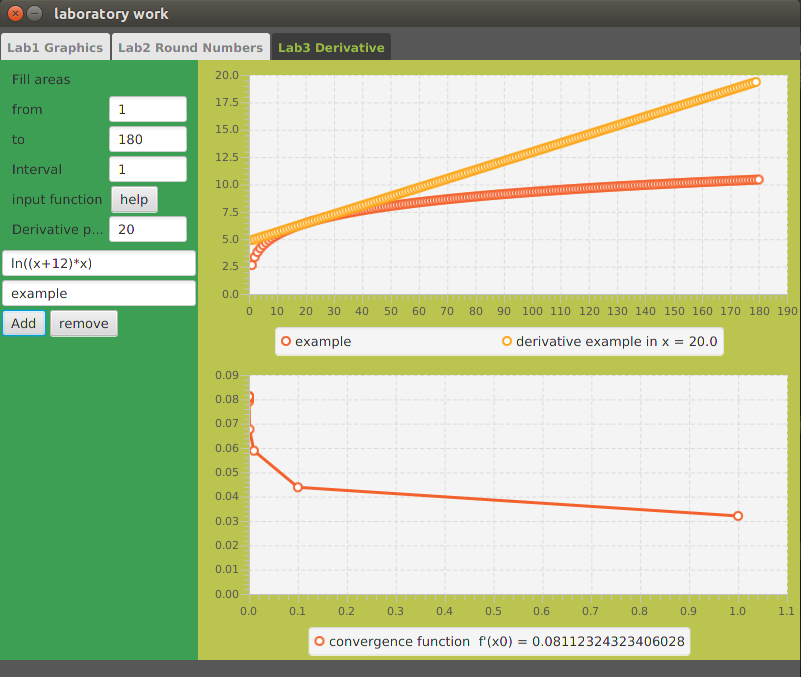 laboratory work
Lab1 Graphics Lab2 Round Numbers Lab3 Derivative
Fill areas
from 1
to 180
Interval 1
input function help
Derivative p... 20
ln((x+12)*x)
example
Add remove
20.0
17.5
15.0
12.5
10.0
7.5
5.0
2.5
0.0
0 10 20 30 40 50 60 70 80 90 100 110 120 130 140 150 160 170 180 190
example derivative example in x = 20.0
0.09
0.08
0.07
0.06
0.05
0.04
0.03
0.02
0.01
0.00
0.0 0.1 0.2 0.3 0.4 0.5 0.6 0.7 0.8 0.9 1.0 1.1
convergence function f'(x0) = 0.08112324323406028